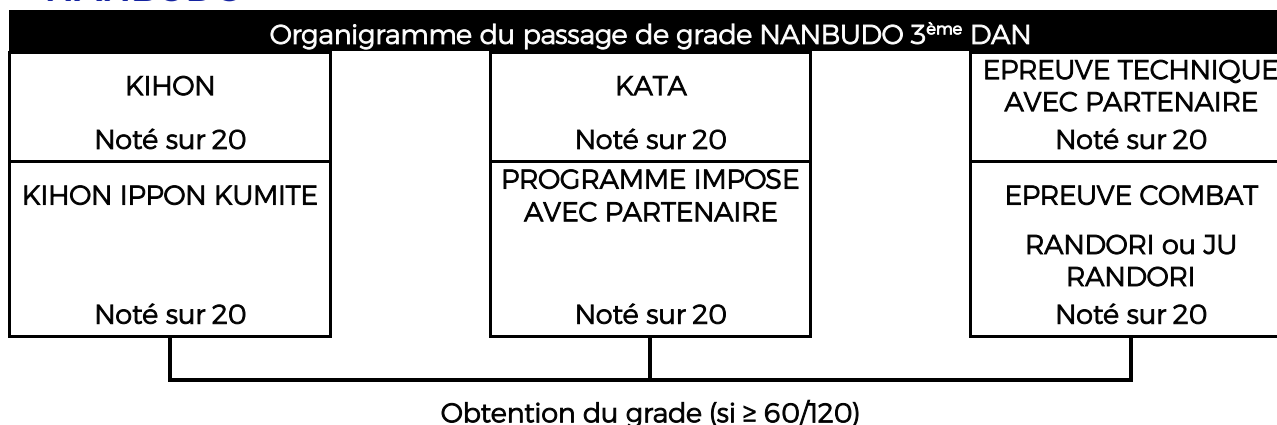 Organigramme du passage de grade NANBUDO 3ème DAN
KIHON
Noté sur 20
KATA
Noté sur 20
EPREUVE TECHNIQUE
AVEC PARTENAIRE
Noté sur 20
KIHON IPPON KUMITE
Noté sur 20
PROGRAMME IMPOSE
AVEC PARTENAIRE
Noté sur 20
EPREUVE COMBAT
RANDORI ou JU
RANDORI
Noté sur 20
Obtention du grade (si ≥ 60/120)